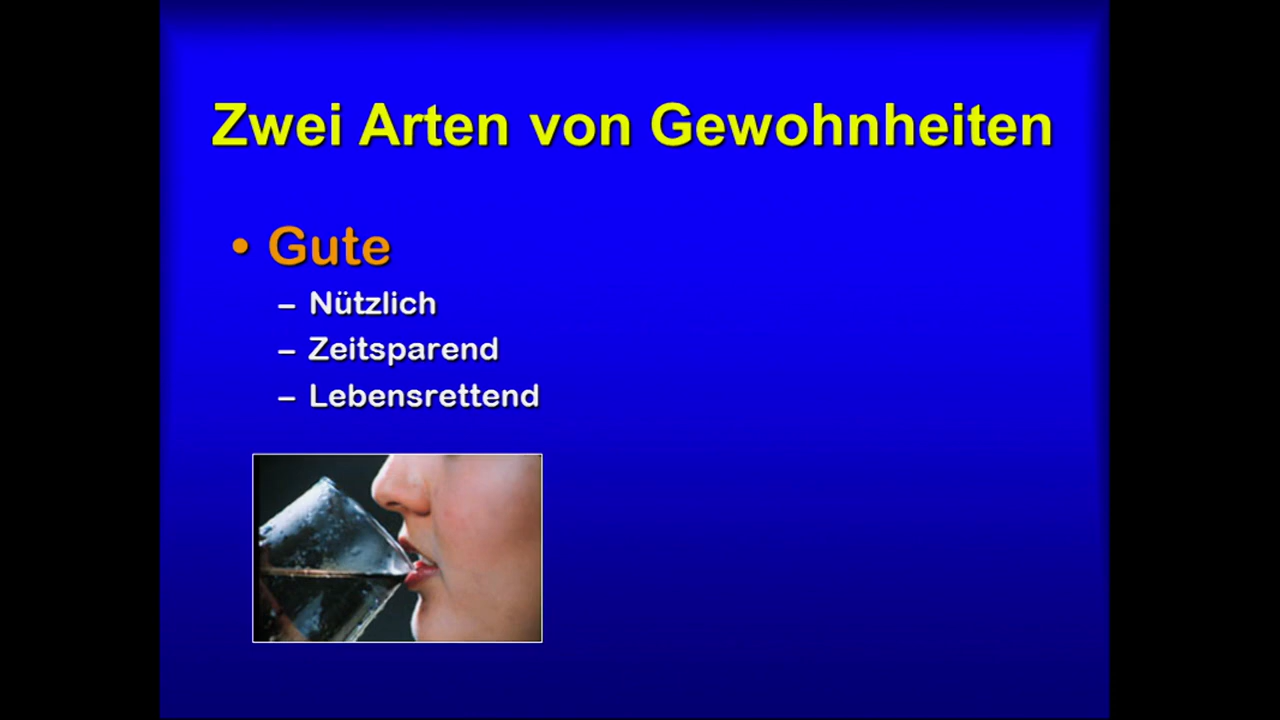 Zwei Arten von Gewohnheiten
• Gute
– Nützlich
– Zeitsparend
– Lebensrettend